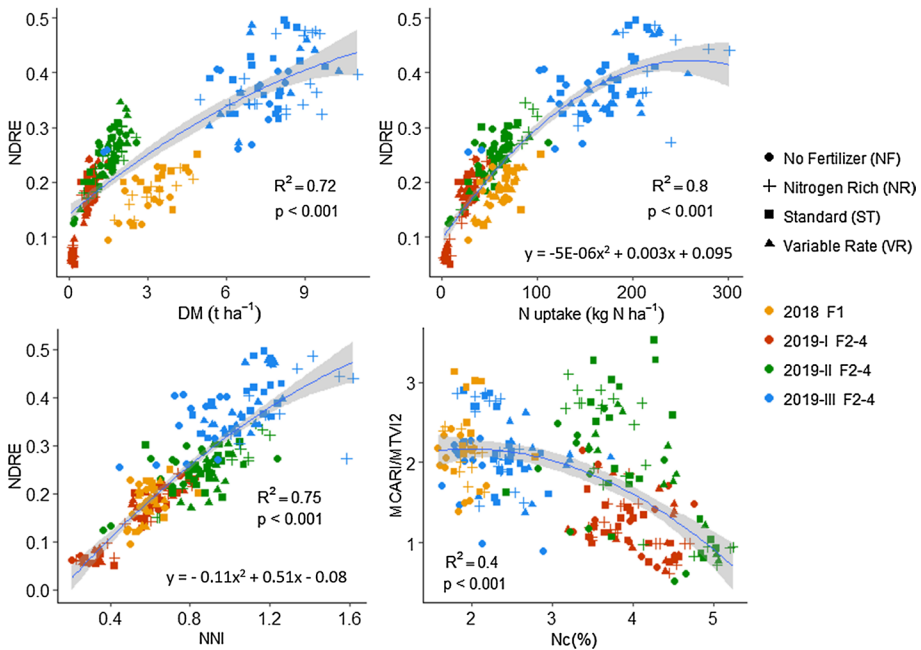 0.5
0.4
0.3
0.2
0.1
NDRE
0 3 6 9
DM (t ha⁻¹)
R² = 0.72
p < 0.001
0.5
0.4
0.3
0.2
0.1
NDRE
0 100 200 300
N uptake (kg N ha⁻¹)
R² = 0.8
p < 0.001
y = -5E-06x² + 0.003x + 0.095
No Fertilizer (NF)
Nitrogen Rich (NR)
Standard (ST)
Variable Rate (VR)
2018 F1
2019-I F2-4
2019-II F2-4
2019-III F2-4
0.5
0.4
0.3
0.2
0.1
0.0
NDRE
0.4 0.8 1.2 1.6
NNI
R² = 0.75
p < 0.001
y = - 0.11x² + 0.51x - 0.08
3
2
1
MCARI/MTVI2
2 3 4 5
Nc(%)
R² = 0.4
p < 0.001